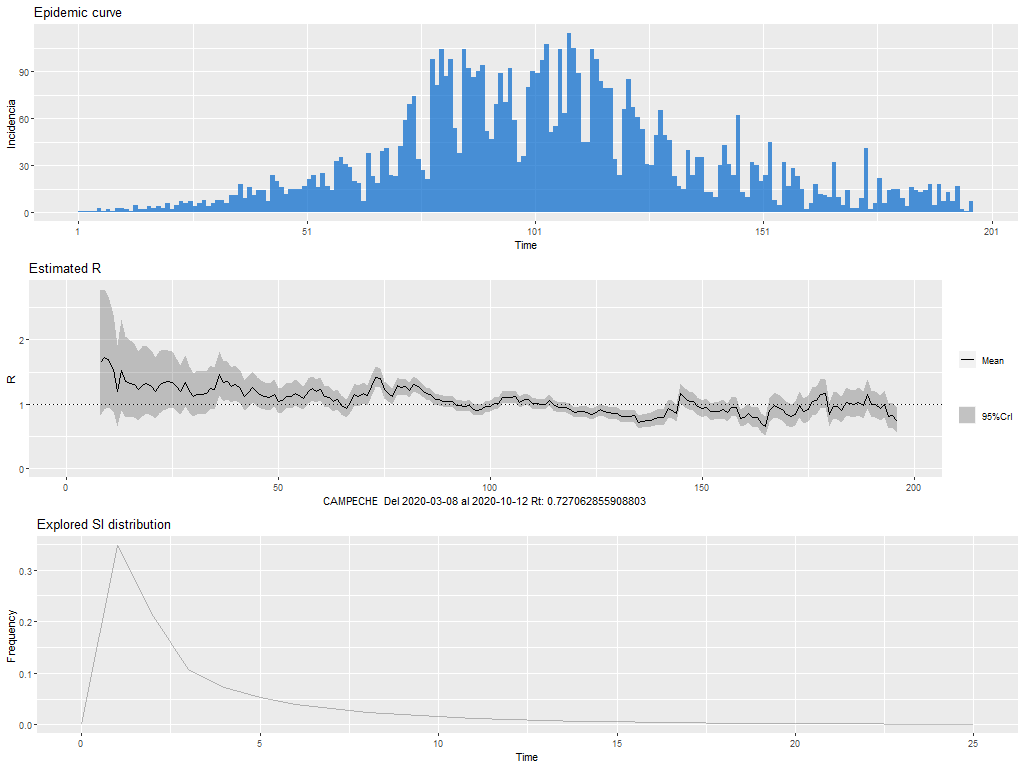 Epidemic curve
Incidencia
90
60
30
0
1
51
101
151
201
Time
Estimated R
R
2
1
0
0
50
100
150
200
Mean
95%CrI
CAMPECHE Del 2020-03-08 al 2020-10-12 Rt: 0.727062855908803
Explored SI distribution
Frequency
0.3
0.2
0.1
0.0
0
5
10
15
20
25
Time